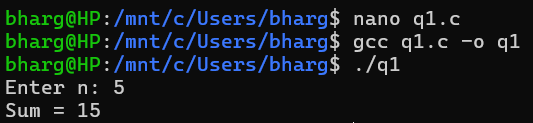 bharg@HP:/mnt/c/Users/bharg$ nano q1.c
bharg@HP:/mnt/c/Users/bharg$ gcc q1.c -o q1
bharg@HP:/mnt/c/Users/bharg$ ./q1
Enter n: 5
Sum = 15